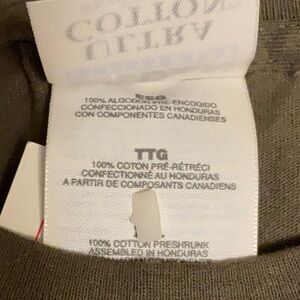 ULTRA
COTTON
EEG
100% ALGODÓN PRE-ENCOGIDO
CONFECCIONADO EN HONDURAS
CON COMPONENTES CANADIENSES
TTG
100% COTON PRÉ-RÉTRÉCI
CONFECTIONNÉ AU HONDURAS
A PARTIR DE COMPOSANTS CANADIENS
100% COTTON PRESHRUNK
ASSEMBLED IN HONDURAS